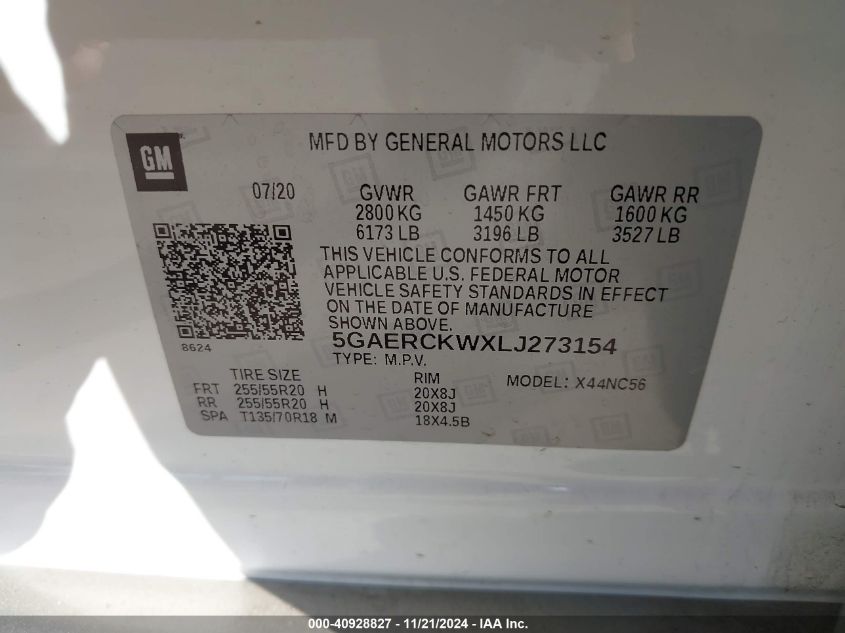 GM
MFD BY GENERAL MOTORS LLC
07/20 GVWR GAWR FRT GAWR RR
2800 KG 1450 KG 1600 KG
6173 LB 3196 LB 3527 LB
THIS VEHICLE CONFORMS TO ALL
APPLICABLE U.S. FEDERAL MOTOR
VEHICLE SAFETY STANDARDS IN EFFECT
ON THE DATE OF MANUFACTURE
SHOWN ABOVE.
8624
5GAERCKWXLJ273154
TYPE: M.P.V.
TIRE SIZE RIM MODEL: X44NC56
FRT 255/55R20 H 20X8J
RR 255/55R20 H 20X8J
SPA T135/70R18 M 18X4.5B
000-40928827 - 11/21/2024 - IAA Inc.